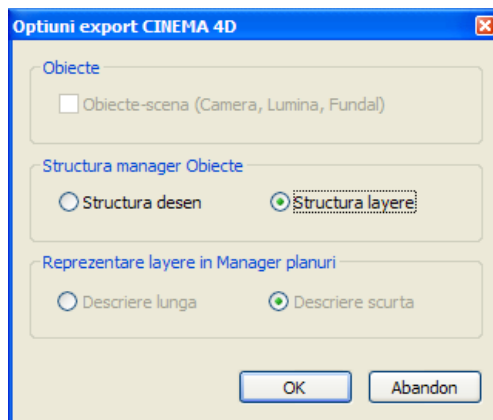 Optiuni export CINEMA 4D
Obiecte
Obiecte-scena (Camera, Lumina, Fundal)
Structura manager Obiecte
Structura desen Structura layere
Reprezentare layere in Manager planuri
Descriere lunga Descriere scurta
OK Abandon